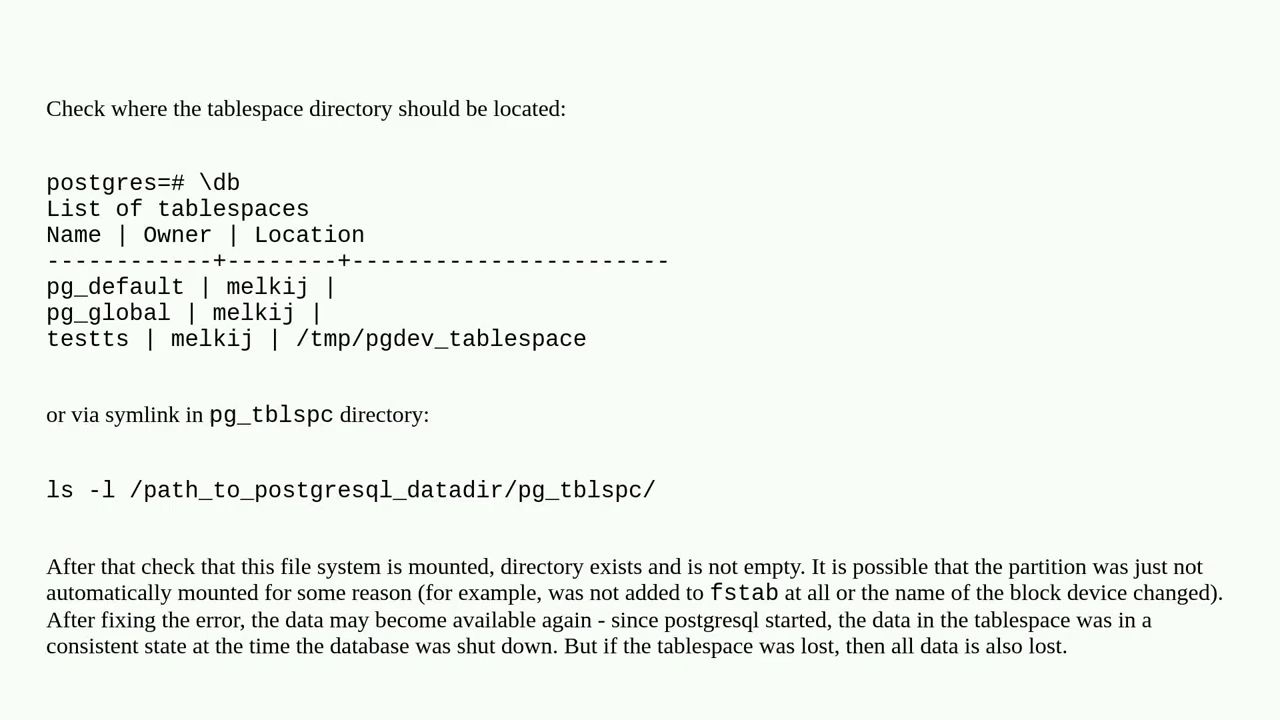 Check where the tablespace directory should be located:
postgres=# \db
List of tablespaces
Name | Owner | Location
------------+--------+-----------------------
pg_default | melkij |
pg_global | melkij |
testts | melkij | /tmp/pgdev_tablespace
or via symlink in pg_tblspc directory:
ls -l /path_to_postgresql_datadir/pg_tblspc/
After that check that this file system is mounted, directory exists and is not empty. It is possible that the partition was just not
automatically mounted for some reason (for example, was not added to fstab at all or the name of the block device changed).
After fixing the error, the data may become available again - since postgresql started, the data in the tablespace was in a
consistent state at the time the database was shut down. But if the tablespace was lost, then all data is also lost.